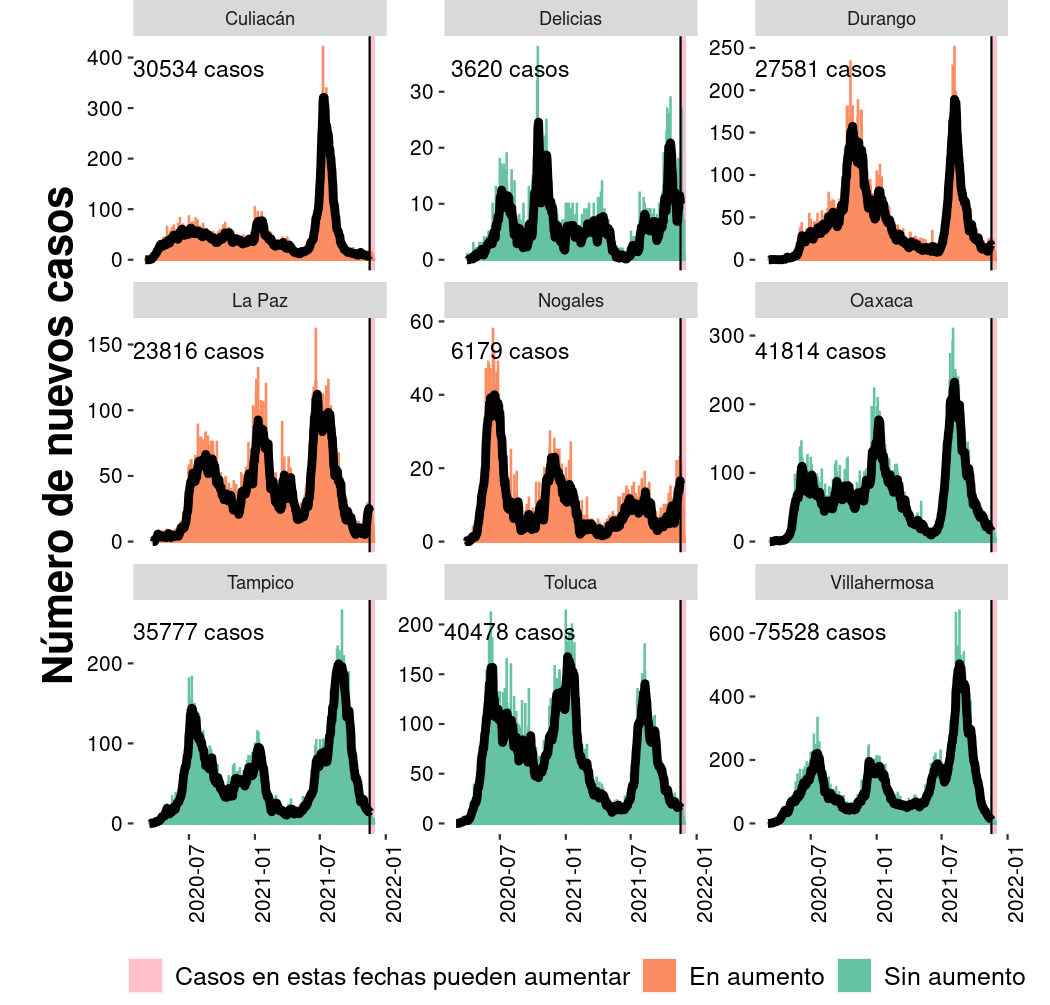 Número de nuevos casos
Culiacán
Delicias
Durango
400
300
200
100
0
30534 casos
30
20
10
0
3620 casos
250
200
150
100
50
0
27581 casos
La Paz
Nogales
Oaxaca
150
100
50
0
23816 casos
60
40
20
0
6179 casos
300
200
100
0
41814 casos
Tampico
Toluca
Villahermosa
200
100
0
35777 casos
200
150
100
50
0
40478 casos
600
400
200
0
75528 casos
2020-07
2021-01
2021-07
2022-01
2020-07
2021-01
2021-07
2022-01
2020-07
2021-01
2021-07
2022-01
Casos en estas fechas pueden aumentar
En aumento
Sin aumento